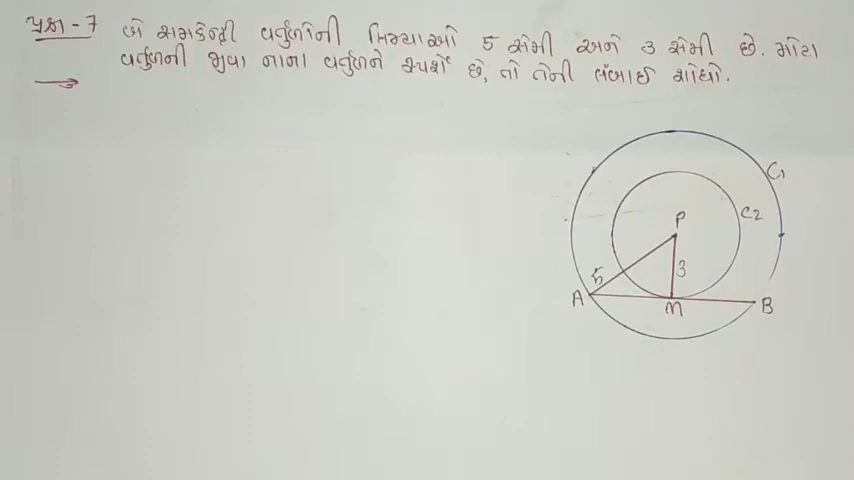 પ્રશ્ન - 7 બે સમકેન્દ્રી વર્તુળોની ત્રિજ્યાઓ 5 સેમી અને 3 સેમી છે. મોટા
વર્તુળની જીવા નાના વર્તુળને સ્પર્શે છે, તો તેની લંબાઈ શોધો.
C1
C2
P
5
3
A
M
B